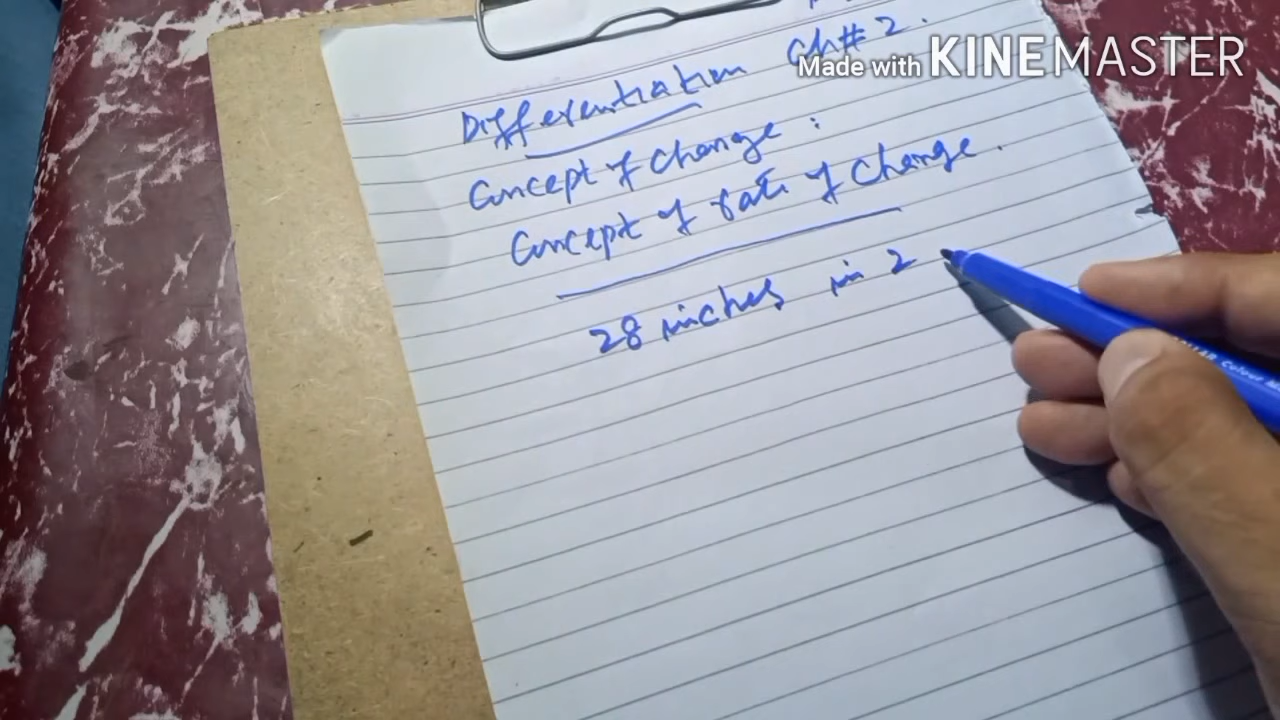 Differentiation Ch# 2.
Made with KINEMASTER
Concept of Change :
Concept of rate of Change.
28 inches in 2